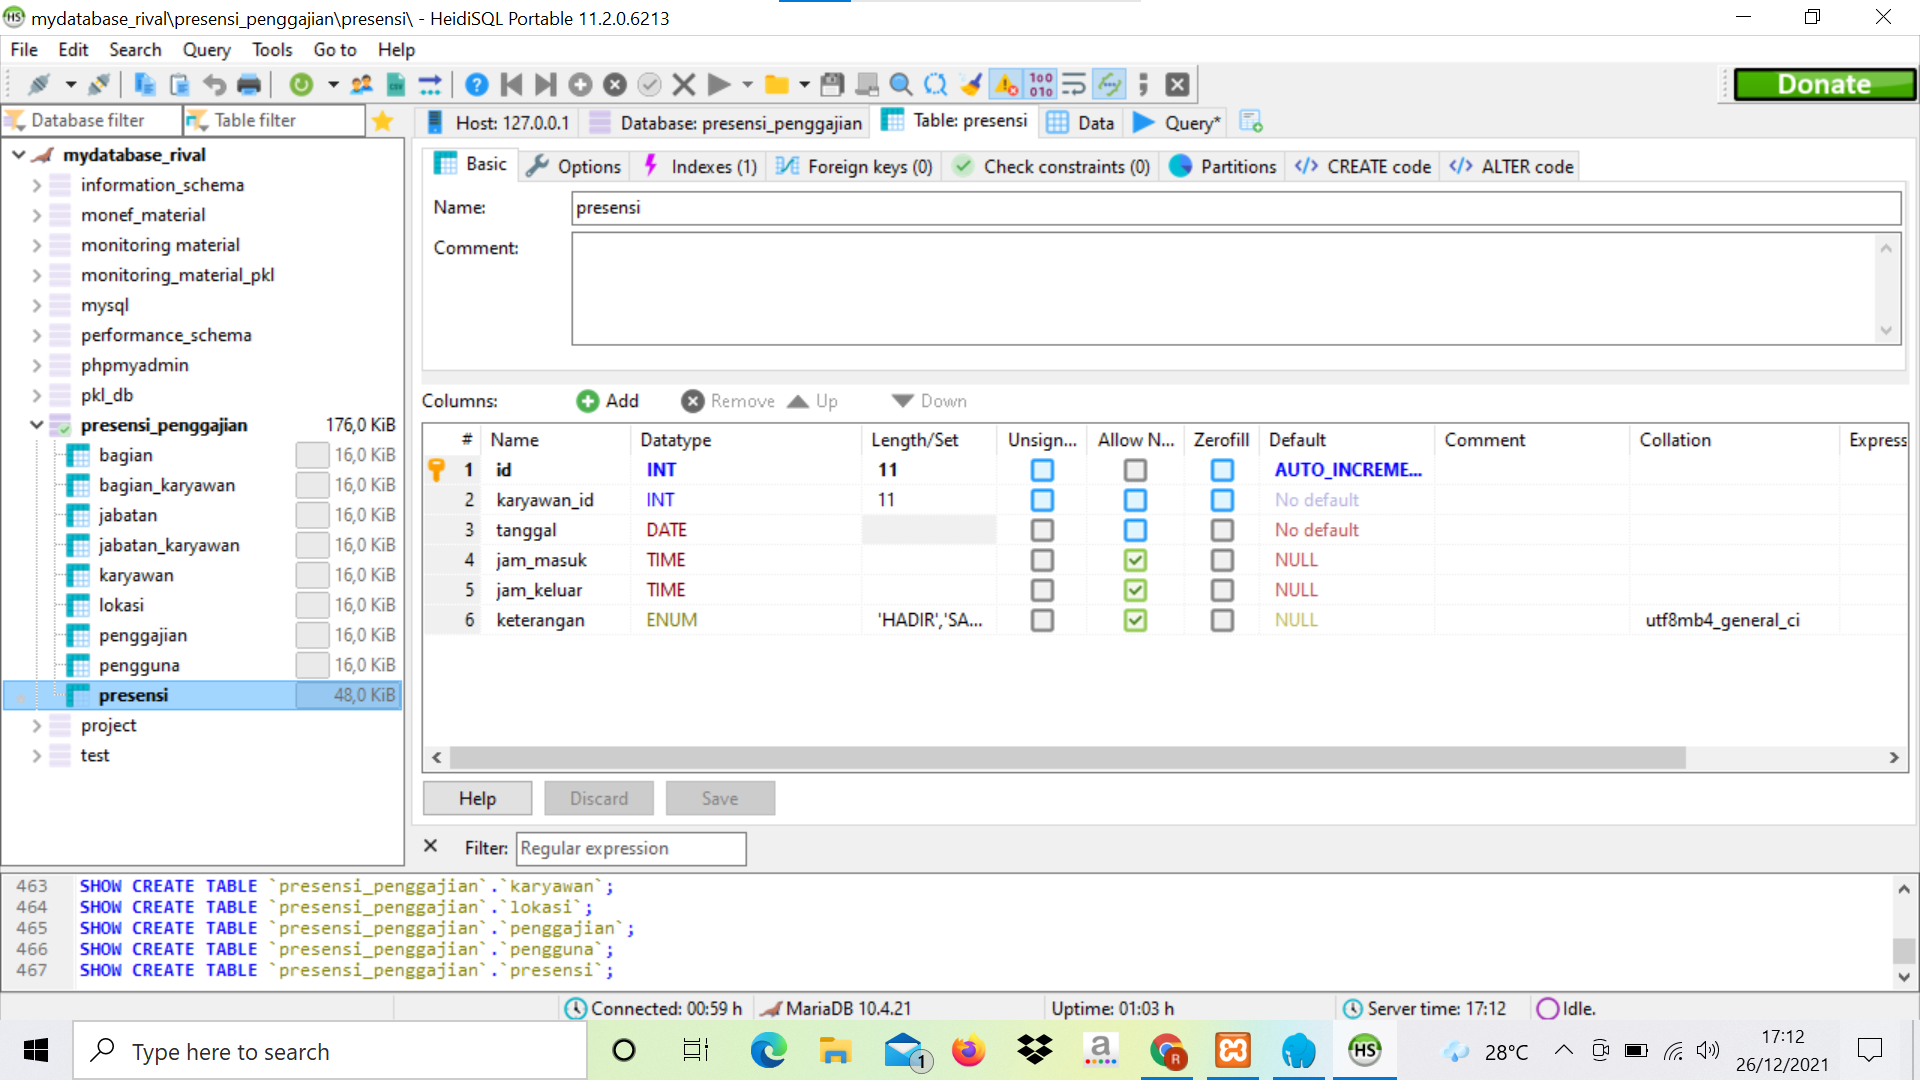 mydatabase_rival\presensi_penggajian\presensi\ - HeidiSQL Portable 11.2.0.6213
File Edit Search Query Tools Go to Help
Donate
Database filter Table filter
Host: 127.0.0.1 Database: presensi_penggajian Table: presensi Data Query*
mydatabase_rival
information_schema
monef_material
monitoring material
monitoring_material_pkl
mysql
performance_schema
phpmyadmin
pkl_db
presensi_penggajian 176,0 KiB
bagian 16,0 KiB
bagian_karyawan 16,0 KiB
jabatan 16,0 KiB
jabatan_karyawan 16,0 KiB
karyawan 16,0 KiB
lokasi 16,0 KiB
penggajian 16,0 KiB
pengguna 16,0 KiB
presensi 48,0 KiB
project
test
Basic Options Indexes (1) Foreign keys (0) Check constraints (0) Partitions CREATE code ALTER code
Name: presensi
Comment:
Columns: Add Remove Up Down
# Name Datatype Length/Set Unsign... Allow N... Zerofill Default Comment Collation Express
1 id INT 11 AUTO_INCREME...
2 karyawan_id INT 11 No default
3 tanggal DATE No default
4 jam_masuk TIME NULL
5 jam_keluar TIME NULL
6 keterangan ENUM 'HADIR','SA... NULL utf8mb4_general_ci
Help Discard Save
Filter: Regular expression
463 SHOW CREATE TABLE `presensi_penggajian`.`karyawan`;
464 SHOW CREATE TABLE `presensi_penggajian`.`lokasi`;
465 SHOW CREATE TABLE `presensi_penggajian`.`penggajian`;
466 SHOW CREATE TABLE `presensi_penggajian`.`pengguna`;
467 SHOW CREATE TABLE `presensi_penggajian`.`presensi`;
Connected: 00:59 h MariaDB 10.4.21 Uptime: 01:03 h Server time: 17:12 Idle.
Type here to search
1
a
R
HS
28°C
17:12
26/12/2021